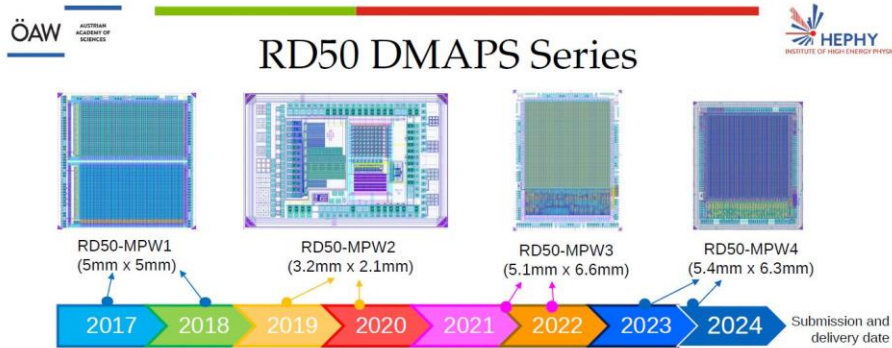 ÖAW
AUSTRIAN
ACADEMY OF
SCIENCES
HEPHY
INSTITUTE OF HIGH ENERGY PHYSI
RD50 DMAPS Series
RD50-MPW1
(5mm x 5mm)
RD50-MPW2
(3.2mm x 2.1mm)
RD50-MPW3
(5.1mm x 6.6mm)
RD50-MPW4
(5.4mm x 6.3mm)
2017 2018 2019 2020 2021 2022 2023 2024
Submission and
delivery date